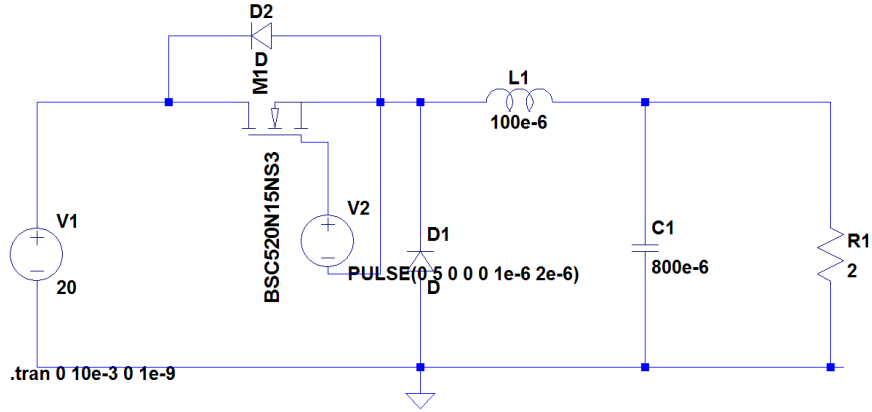 D2
D
M1
L1
100e-6
BSC520N15NS3
V2
V1
20
D1
PULSE(0 5 0 0 0 1e-6 2e-6)
D
C1
800e-6
R1
2
.tran 0 10e-3 0 1e-9